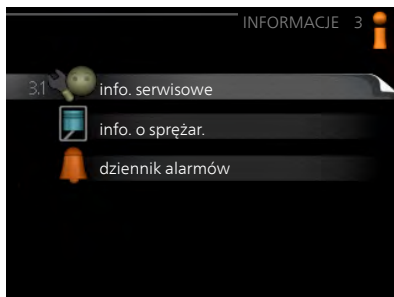 INFORMACJE 3
3.1 info. serwisowe
info. o sprężar.
dziennik alarmów